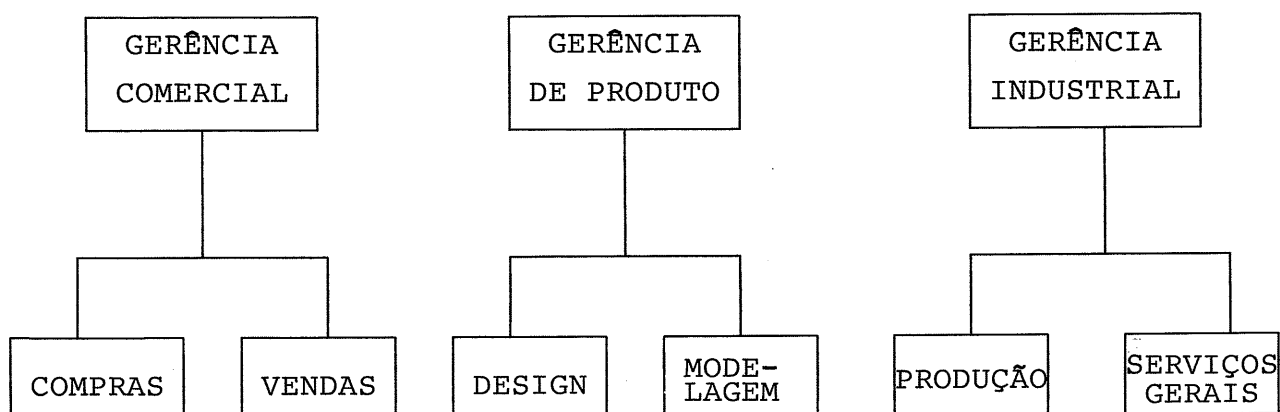 GERÊNCIA
COMERCIAL
GERÊNCIA
DE PRODUTO
GERÊNCIA
INDUSTRIAL
COMPRAS
VENDAS
DESIGN
MODE-
LAGEM
PRODUÇÃO
SERVIÇOS
GERAIS